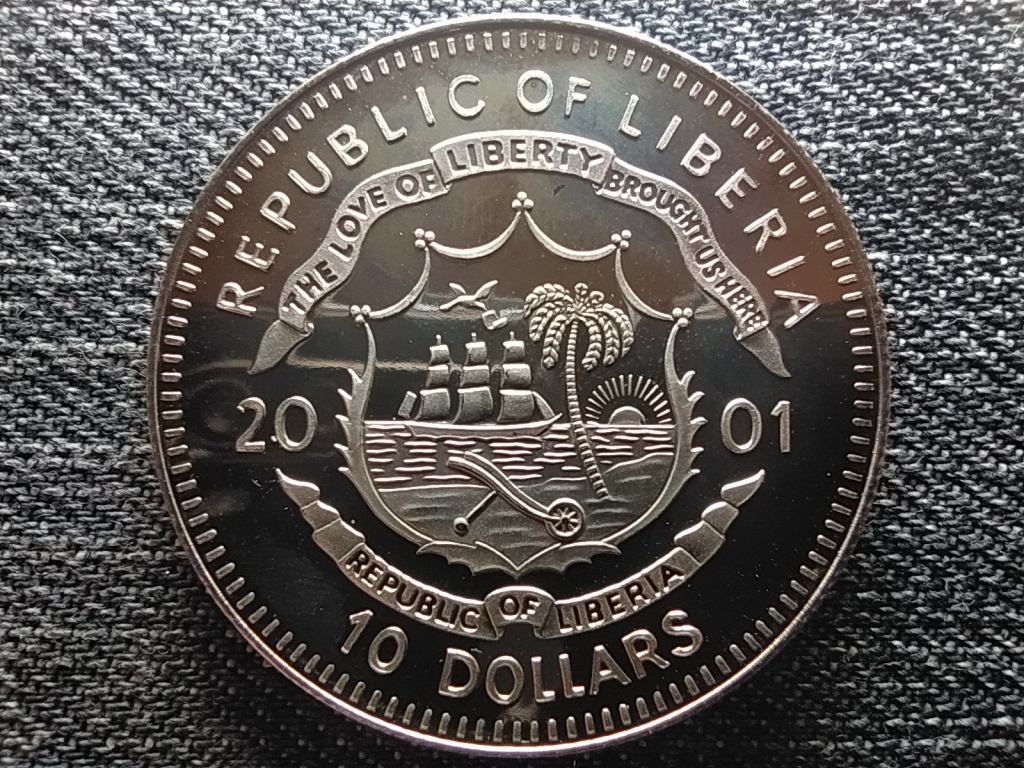 REPUBLIC OF LIBERIA
THE LOVE OF LIBERTY BROUGHT US HERE
20 01
REPUBLIC OF LIBERIA
10 DOLLARS